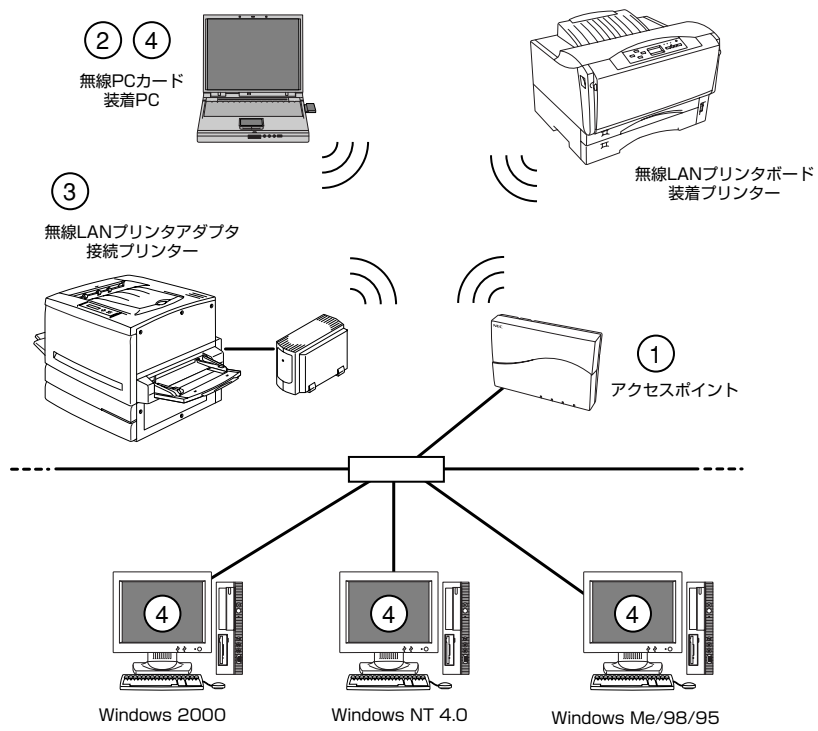 ② ④
無線PCカード
装着PC
無線LANプリンタボード
装着プリンター
③
無線LANプリンタアダプタ
接続プリンター
NEC
①
アクセスポイント
④
④
④
Windows 2000
Windows NT 4.0
Windows Me/98/95